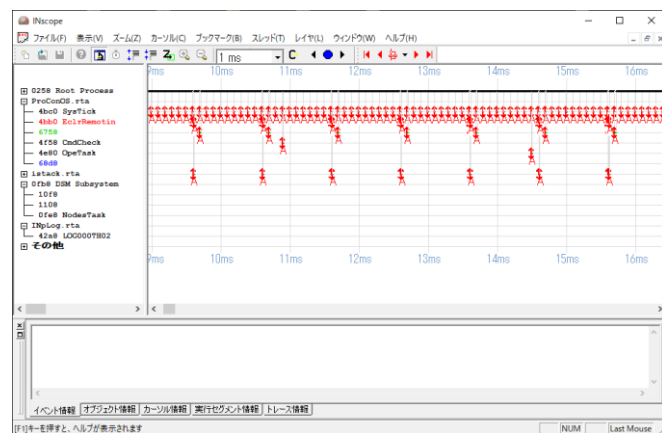 INscope
ファイル(F) 表示(V) ズーム(Z) カーソル(C) ブックマーク(B) スレッド(T) レイヤ(L) ウィンドウ(W) ヘルプ(H)
1 ms
9ms 10ms 11ms 12ms 13ms 14ms 15ms 16ms
0258 Root Process
ProConOS.rta
4bc0 SysTick
4bb0 EclrRemotin
6758
4f58 CmdCheck
4e80 OpeTask
68d8
istack.rta
0fb8 DSM Subsystem
10f8
1108
0fe8 NodesTask
INpLog.rta
42a8 LOG000TH02
その他
9ms 10ms 11ms 12ms 13ms 14ms 15ms 16ms
イベント情報 オブジェクト情報 カーソル情報 実行セグメント情報 トレース情報
[F1]キーを押すと、ヘルプが表示されます NUM Last Mouse